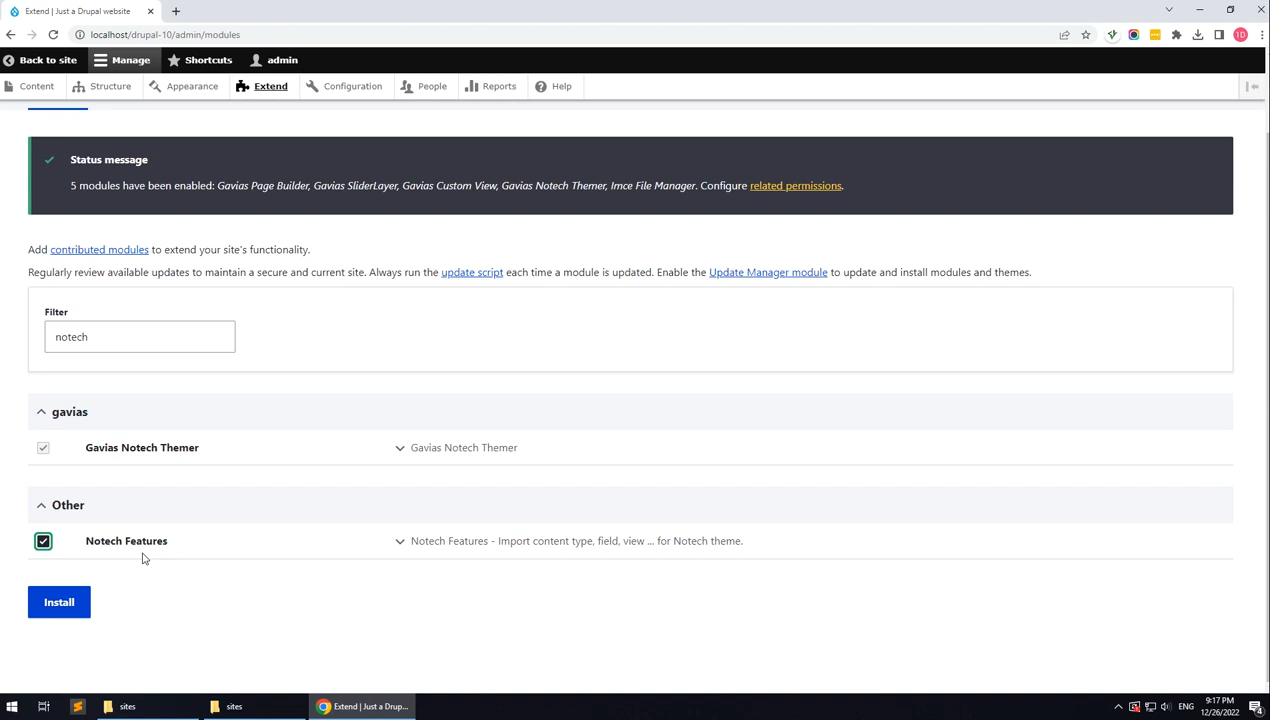 Extend | Just a Drupal website
localhost/drupal-10/admin/modules
1D
Back to site
Manage
Shortcuts
admin
Content
Structure
Appearance
Extend
Configuration
People
Reports
Help
Status message
5 modules have been enabled: Gavias Page Builder, Gavias SliderLayer, Gavias Custom View, Gavias Notech Themer, Imce File Manager. Configure related permissions.
Add contributed modules to extend your site's functionality.
Regularly review available updates to maintain a secure and current site. Always run the update script each time a module is updated. Enable the Update Manager module to update and install modules and themes.
Filter
notech
gavias
Gavias Notech Themer
Gavias Notech Themer
Other
Notech Features
Notech Features - Import content type, field, view ... for Notech theme.
Install
sites
sites
Extend | Just a Drup...
ENG
9:17 PM
12/26/2022
4